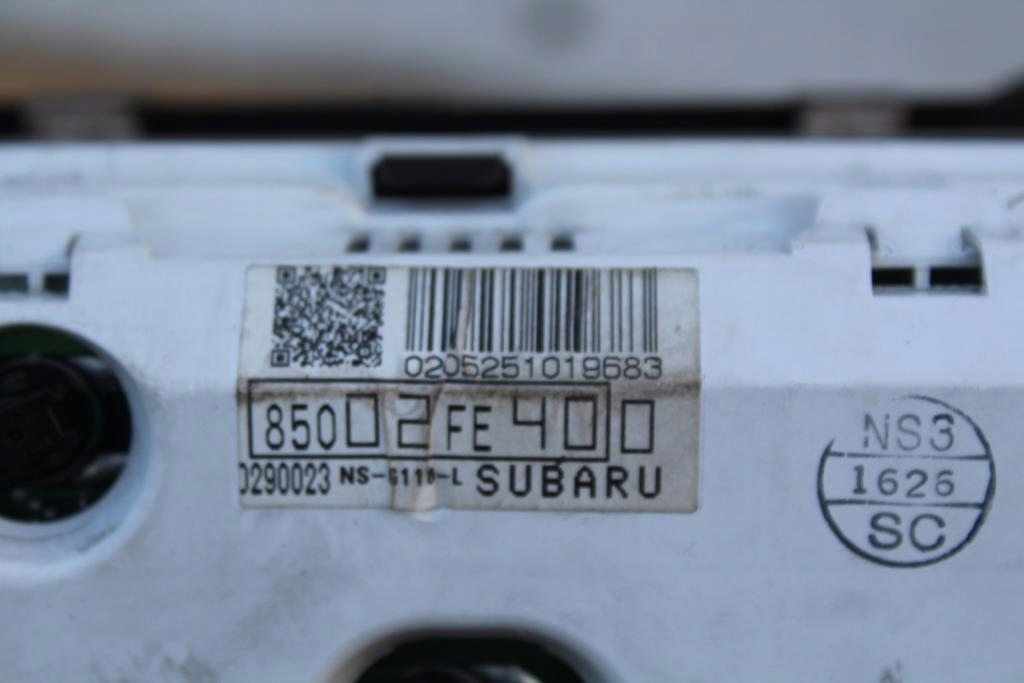 0205251019683
85002FE400
0290023 NS-6110-L SUBARU
NS3
1626
SC